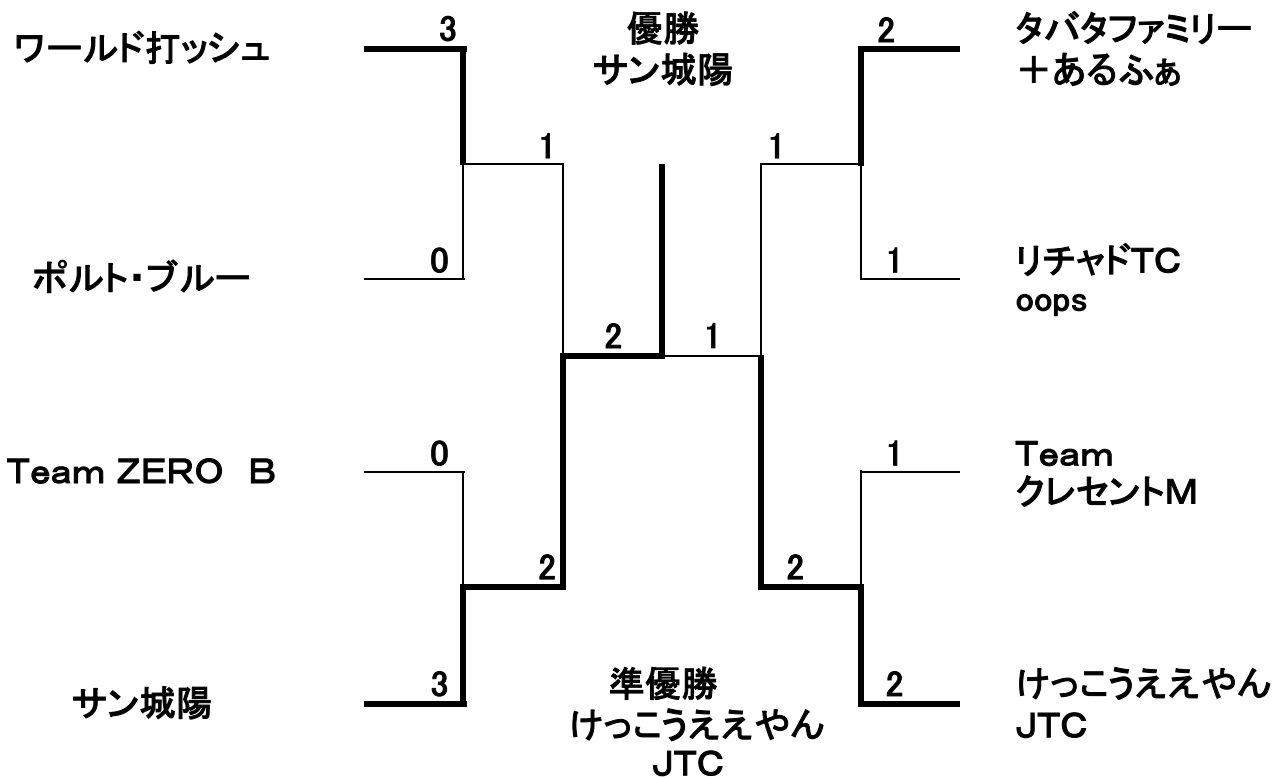 優勝
サン城陽
ワールド打ッシュ
3
2
タバタファミリー
＋あるふぁ
1
1
ポルト・ブルー
0
1
リチャドTC
oops
2
1
Team ZERO　B
0
1
Team
クレセントM
2
2
サン城陽
3
2
けっこうええやん
JTC
準優勝
けっこうええやん
JTC